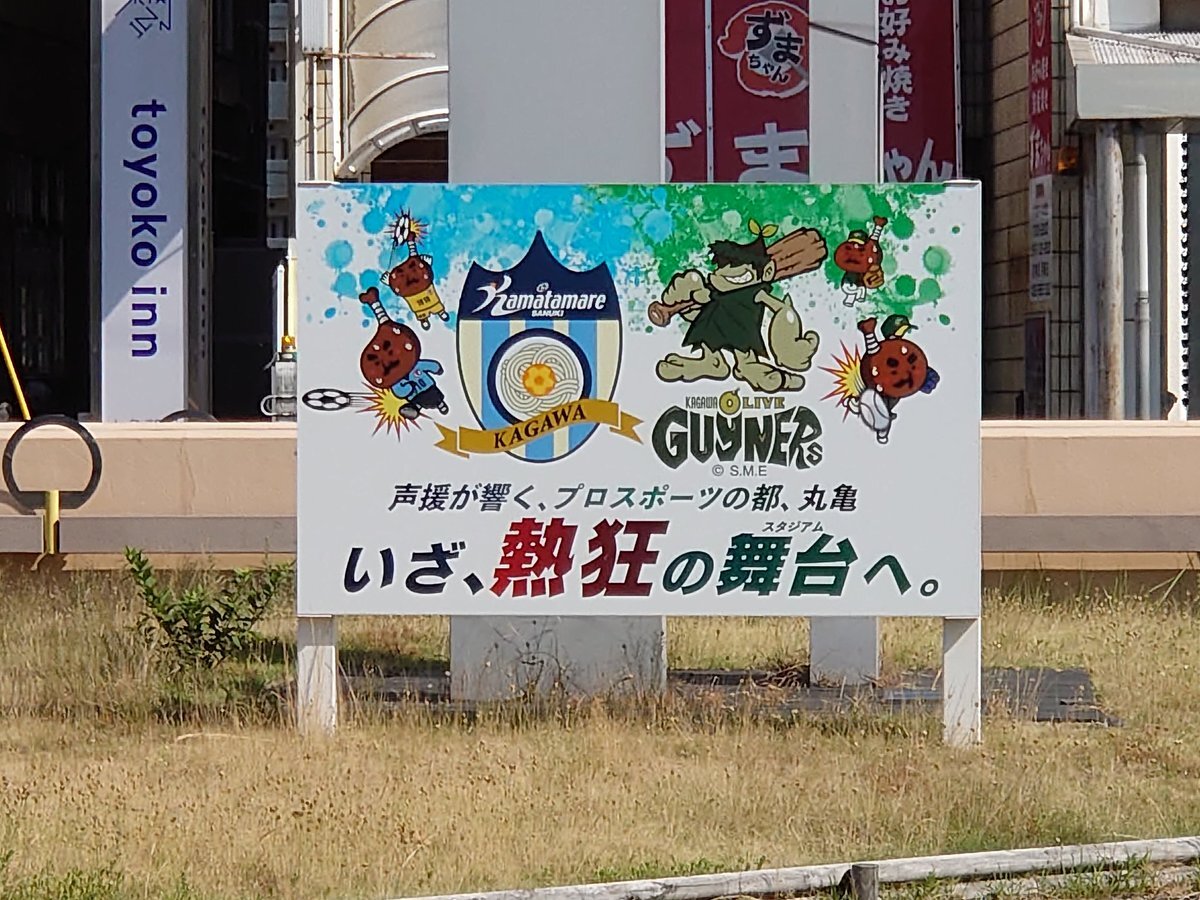 toyoko inn
ずま
ちゃん
ま
お好み焼き
ゃん
Kamatamare
SANUKI
KAGAWA
KAGAWA OLIVE
GUYNERS
© S.M.E
声援が響く、プロスポーツの都、丸亀
スタジアム
いざ、熱狂の舞台へ。